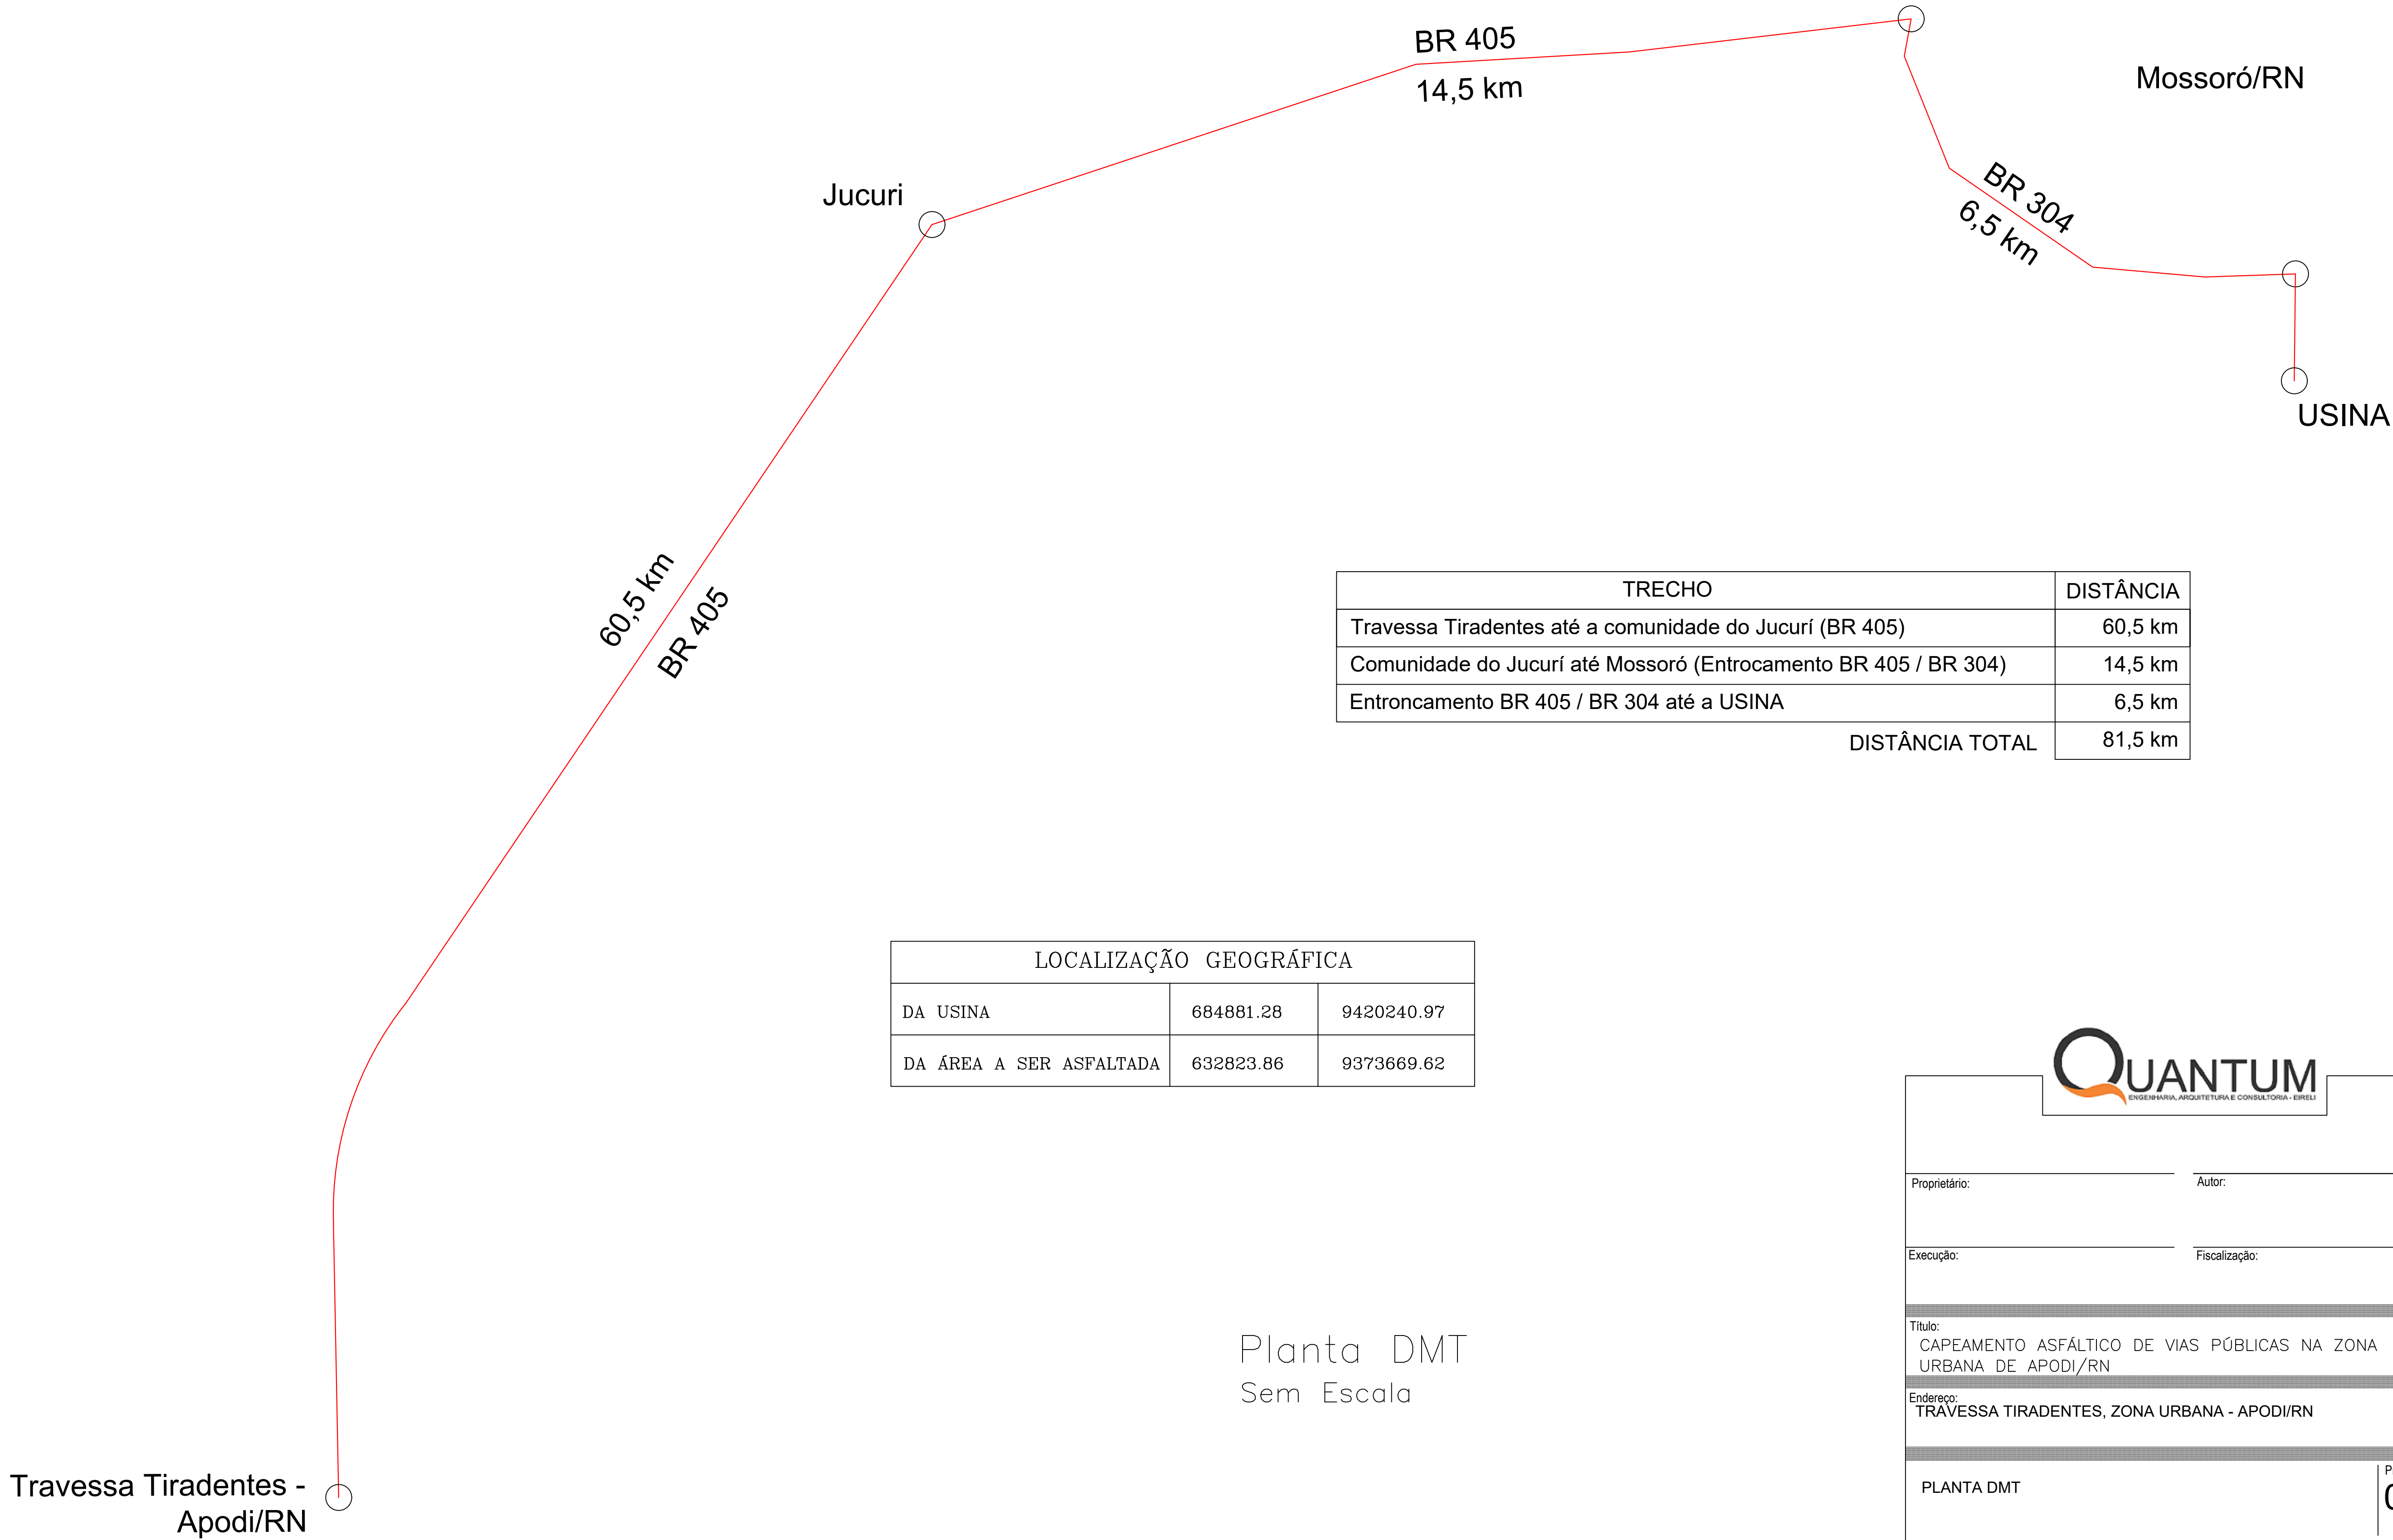 BR 405
14,5 km
Mossoró/RN
Jucuri
BR 304
6,5 km
USINA
60,5 km
BR 405
TRECHO DISTÂNCIA
Travessa Tiradentes até a comunidade do Jucurí (BR 405) 60,5 km
Comunidade do Jucurí até Mossoró (Entrocamento BR 405 / BR 304) 14,5 km
Entroncamento BR 405 / BR 304 até a USINA 6,5 km
DISTÂNCIA TOTAL 81,5 km
LOCALIZAÇÃO GEOGRÁFICA
DA USINA 684881.28 9420240.97
DA ÁREA A SER ASFALTADA 632823.86 9373669.62
QUANTUM
ENGENHARIA, ARQUITETURA E CONSULTORIA - EIRELI
Proprietário: Autor:
Execução: Fiscalização:
Título:
CAPEAMENTO ASFÁLTICO DE VIAS PÚBLICAS NA ZONA
URBANA DE APODI/RN
Endereço:
TRAVESSA TIRADENTES, ZONA URBANA - APODI/RN
PLANTA DMT
Planta DMT
Sem Escala
Travessa Tiradentes -
Apodi/RN